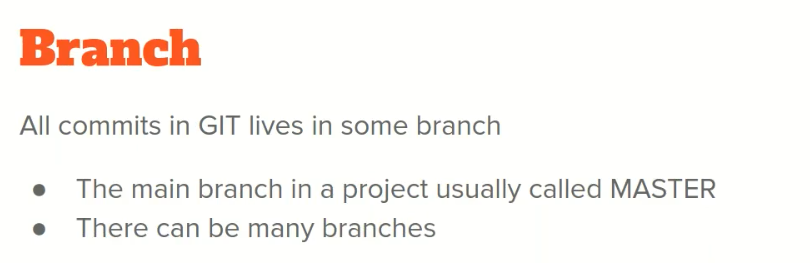 Branch
All commits in GIT lives in some branch
● The main branch in a project usually called MASTER
● There can be many branches